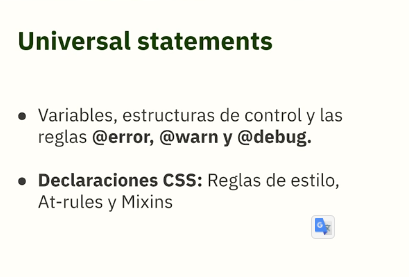 Universal statements
● Variables, estructuras de control y las
reglas @error, @warn y @debug.
● Declaraciones CSS: Reglas de estilo,
At-rules y Mixins